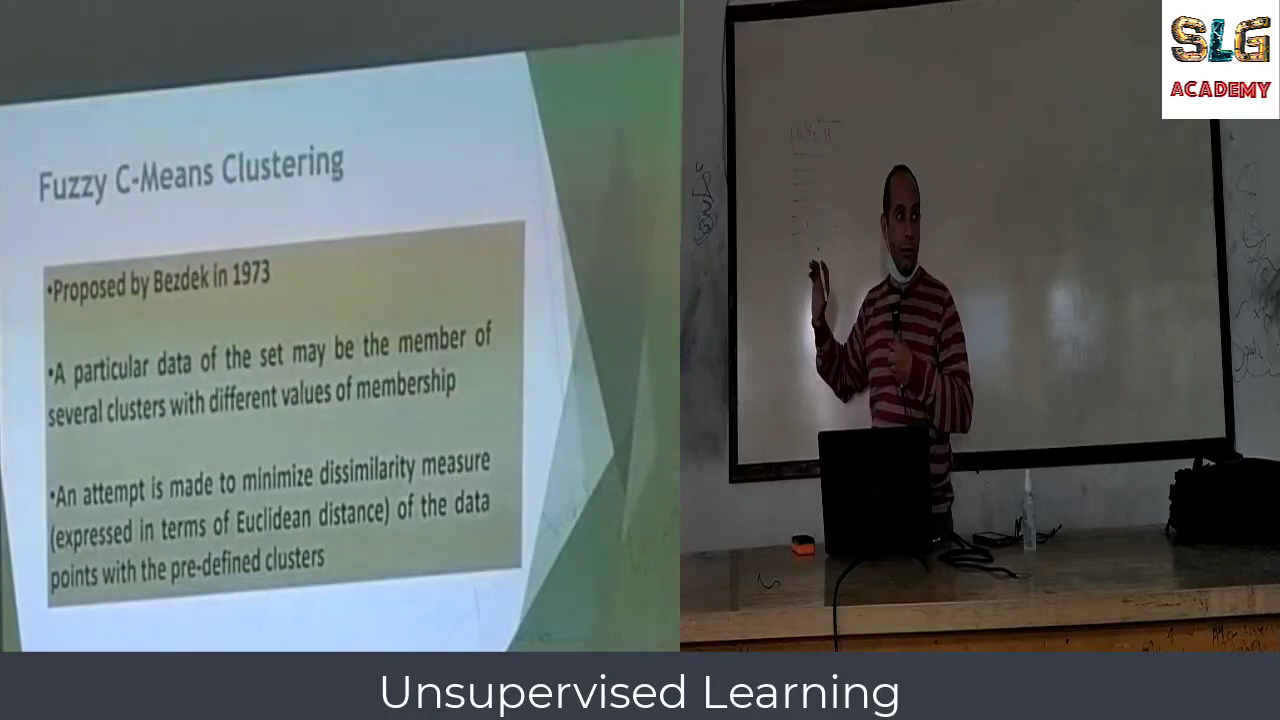 Fuzzy C-Means Clustering
•Proposed by Bezdek in 1973
•A particular data of the set may be the member of
several clusters with different values of membership
•An attempt is made to minimize dissimilarity measure
(expressed in terms of Euclidean distance) of the data
points with the pre-defined clusters
SLG
ACADEMY
Unsupervised Learning